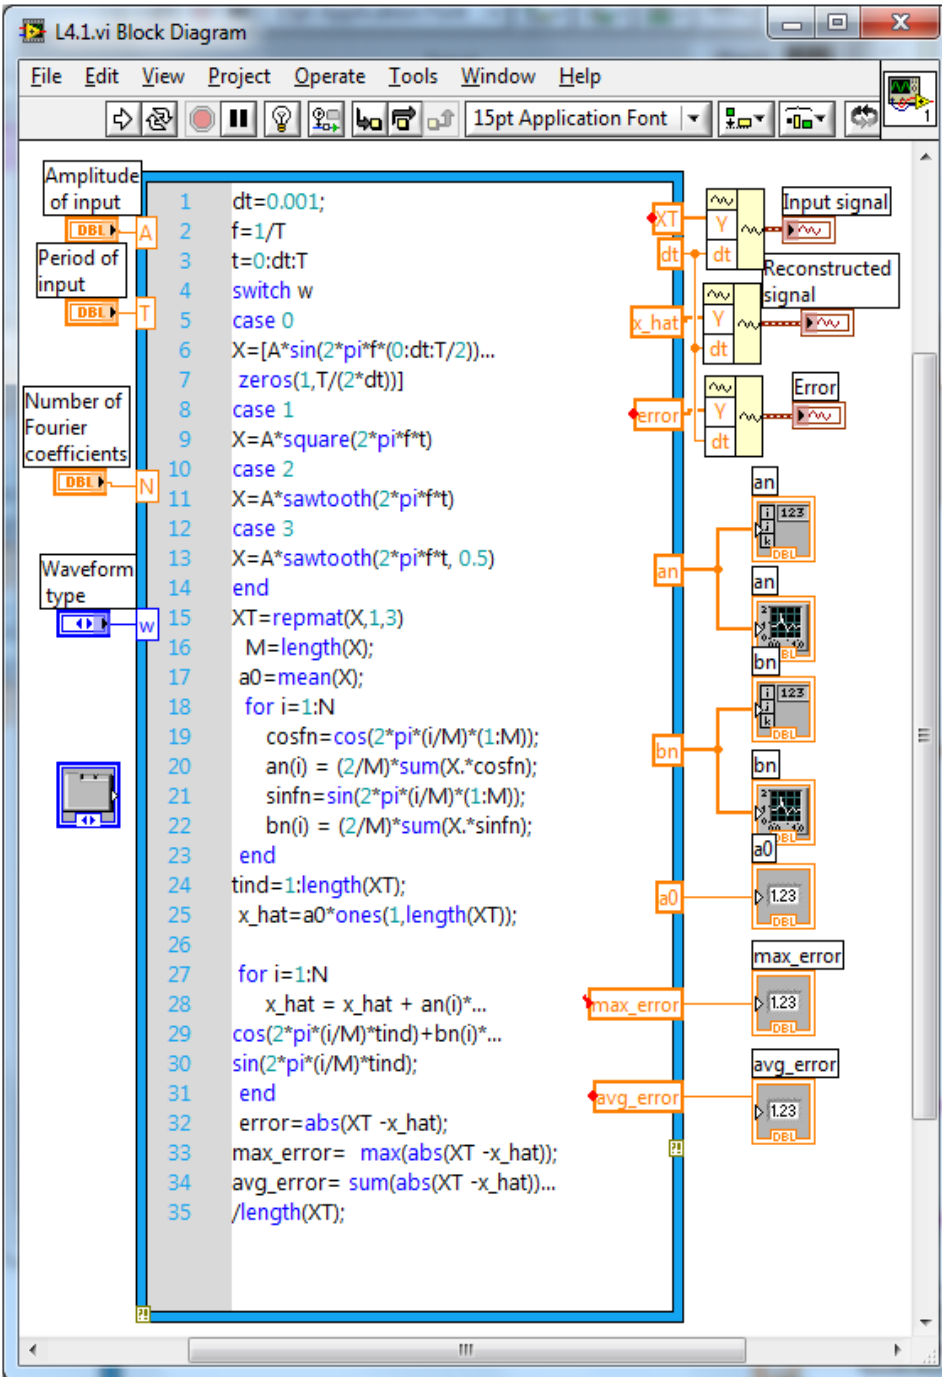 L4.1.vi Block Diagram
File Edit View Project Operate Tools Window Help
15pt Application Font
1
Amplitude
of input
DBL
A
Period of
input
DBL
T
Number of
Fourier
coefficients
DBL
N
Waveform
type
w
1 dt=0.001;
2 f=1/T
3 t=0:dt:T
4 switch w
5 case 0
6 X=[A*sin(2*pi*f*(0:dt:T/2))...
7 zeros(1,T/(2*dt))]
8 case 1
9 X=A*square(2*pi*f*t)
10 case 2
11 X=A*sawtooth(2*pi*f*t)
12 case 3
13 X=A*sawtooth(2*pi*f*t, 0.5)
14 end
15 XT=repmat(X,1,3)
16 M=length(X);
17 a0=mean(X);
18 for i=1:N
19 cosfn=cos(2*pi*(i/M)*(1:M));
20 an(i) = (2/M)*sum(X.*cosfn);
21 sinfn=sin(2*pi*(i/M)*(1:M));
22 bn(i) = (2/M)*sum(X.*sinfn);
23 end
24 tind=1:length(XT);
25 x_hat=a0*ones(1,length(XT));
26
27 for i=1:N
28 x_hat = x_hat + an(i)*...
29 cos(2*pi*(i/M)*tind)+bn(i)*...
30 sin(2*pi*(i/M)*tind);
31 end
32 error=abs(XT -x_hat);
33 max_error= max(abs(XT -x_hat));
34 avg_error= sum(abs(XT -x_hat))...
35 /length(XT);
XT
dt
x_hat
error
an
bn
a0
max_error
avg_error
Y
dt
Input signal
Y
dt
Reconstructed
signal
Y
dt
Error
an
i 123
j
k
DBL
an
DBL
bn
i 123
j
k
DBL
bn
DBL
a0
1.23
DBL
max_error
1.23
DBL
avg_error
1.23
DBL